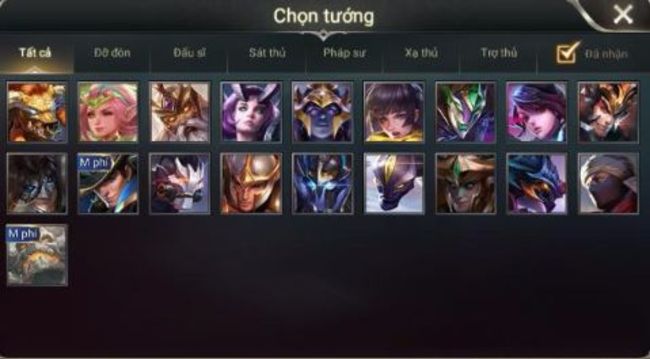 Chọn tướng
Tất cả Đỡ đòn Đấu sĩ Sát thủ Pháp sư Xạ thủ Trợ thủ Đã nhận
M phí
M phí